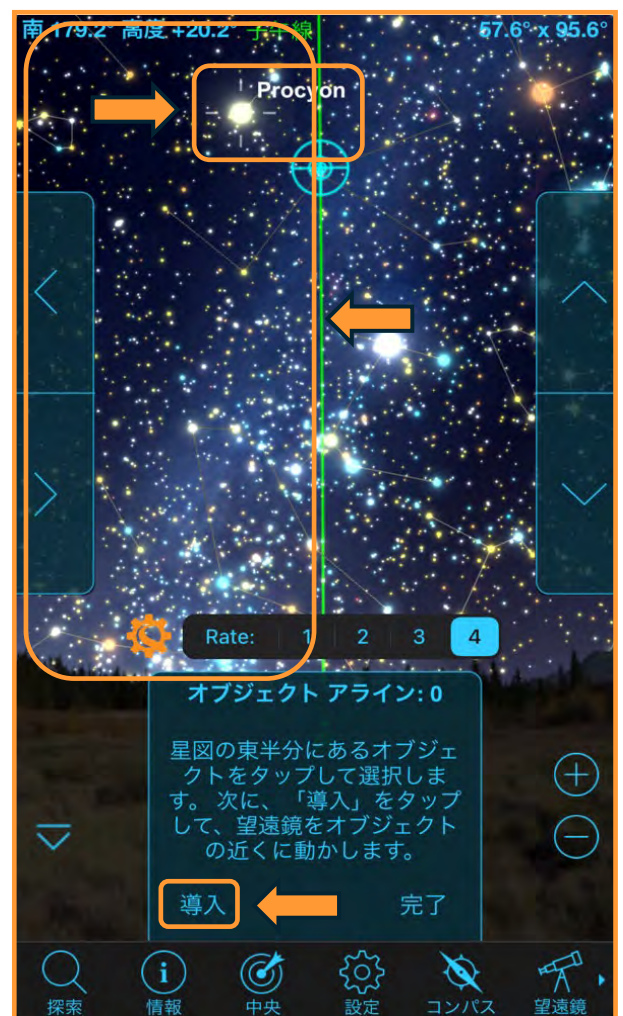 南 179.2° 高度 +20.2° 子午線 57.6° x 95.6°
Procyon
Rate: 1 2 3 4
オブジェクト アライン: 0
星図の東半分にあるオブジェ
クトをタップして選択しま
す。次に、「導入」をタップ
して、望遠鏡をオブジェクト
の近くに動かします。
導入 完了
探索 情報 中央 設定 コンパス 望遠鏡